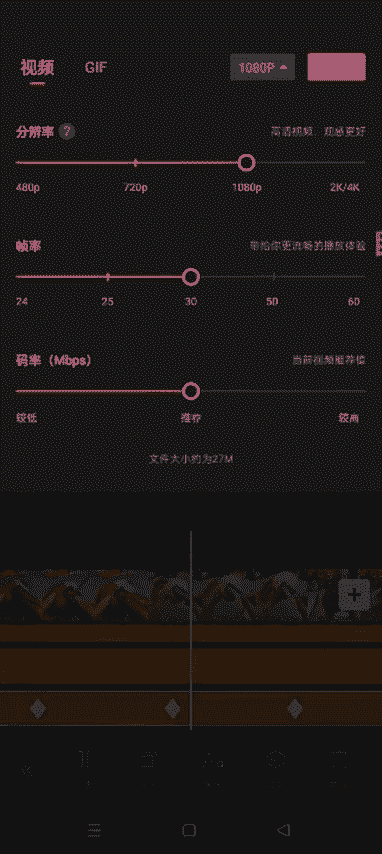 视频 GIF 1080P
分辨率 ? 高清视频，观感更好
480p 720p 1080p 2K/4K
帧率 带给你更流畅的播放体验
24 25 30 50 60
码率（Mbps） 当前视频推荐值
较低 推荐 较高
文件大小约为27M